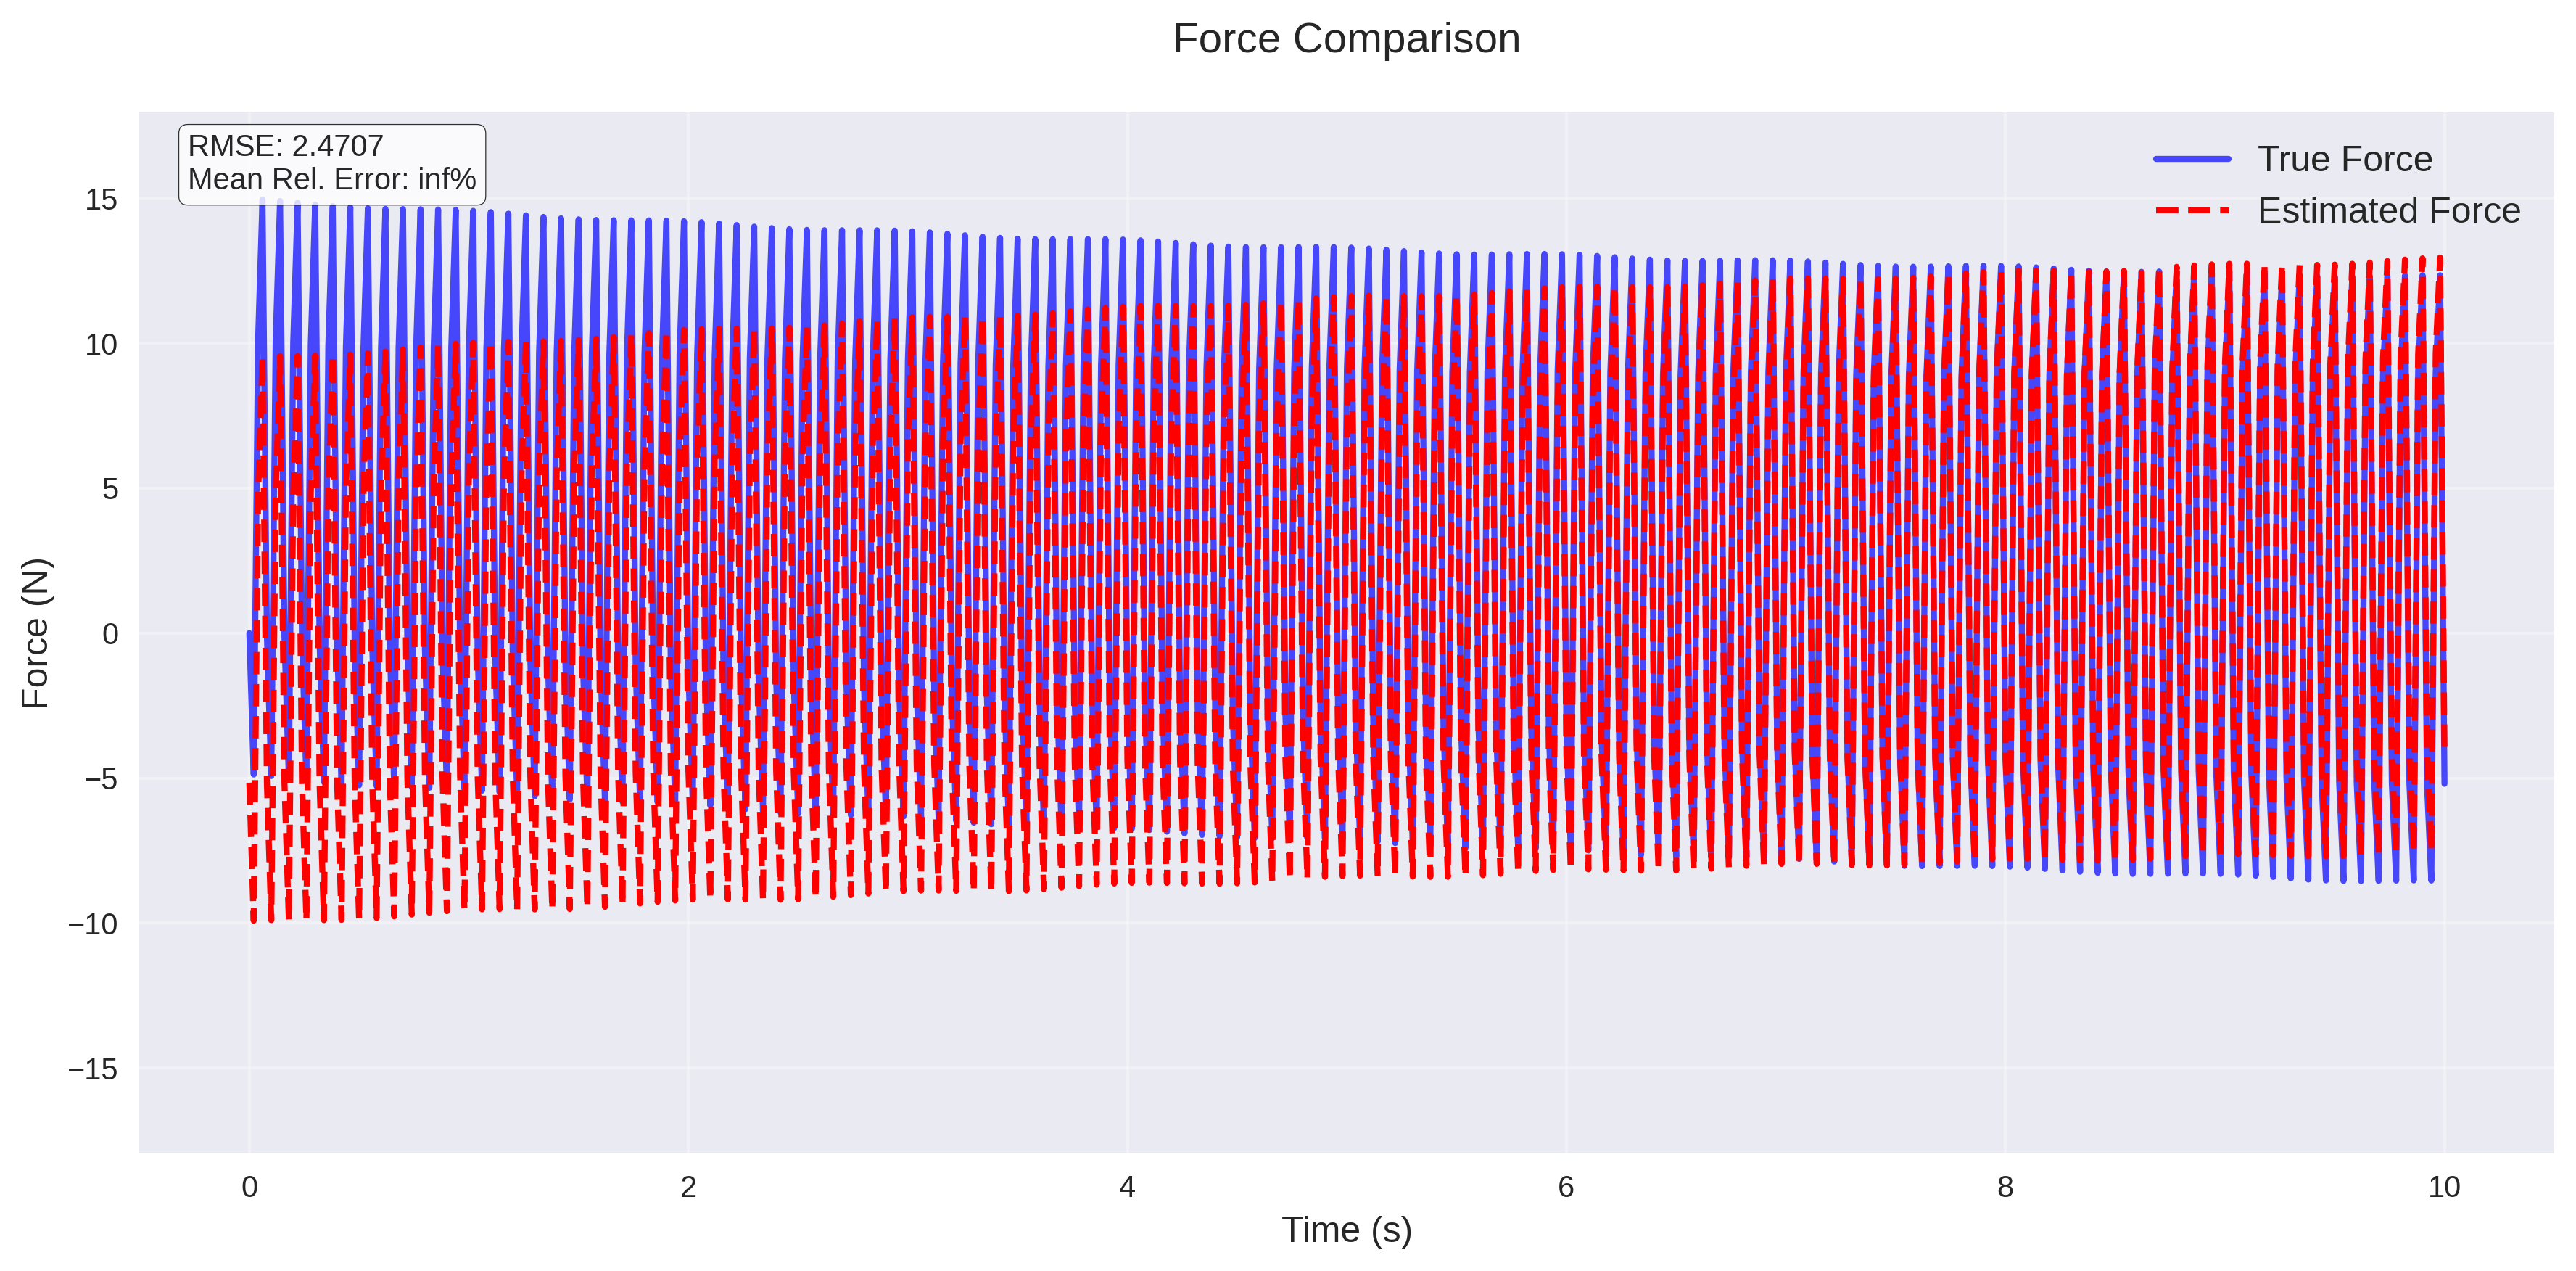 Force Comparison
RMSE: 2.4707
Mean Rel. Error: inf%
True Force
Estimated Force
15
10
5
0
−5
−10
−15
Force (N)
0
2
4
6
8
10
Time (s)